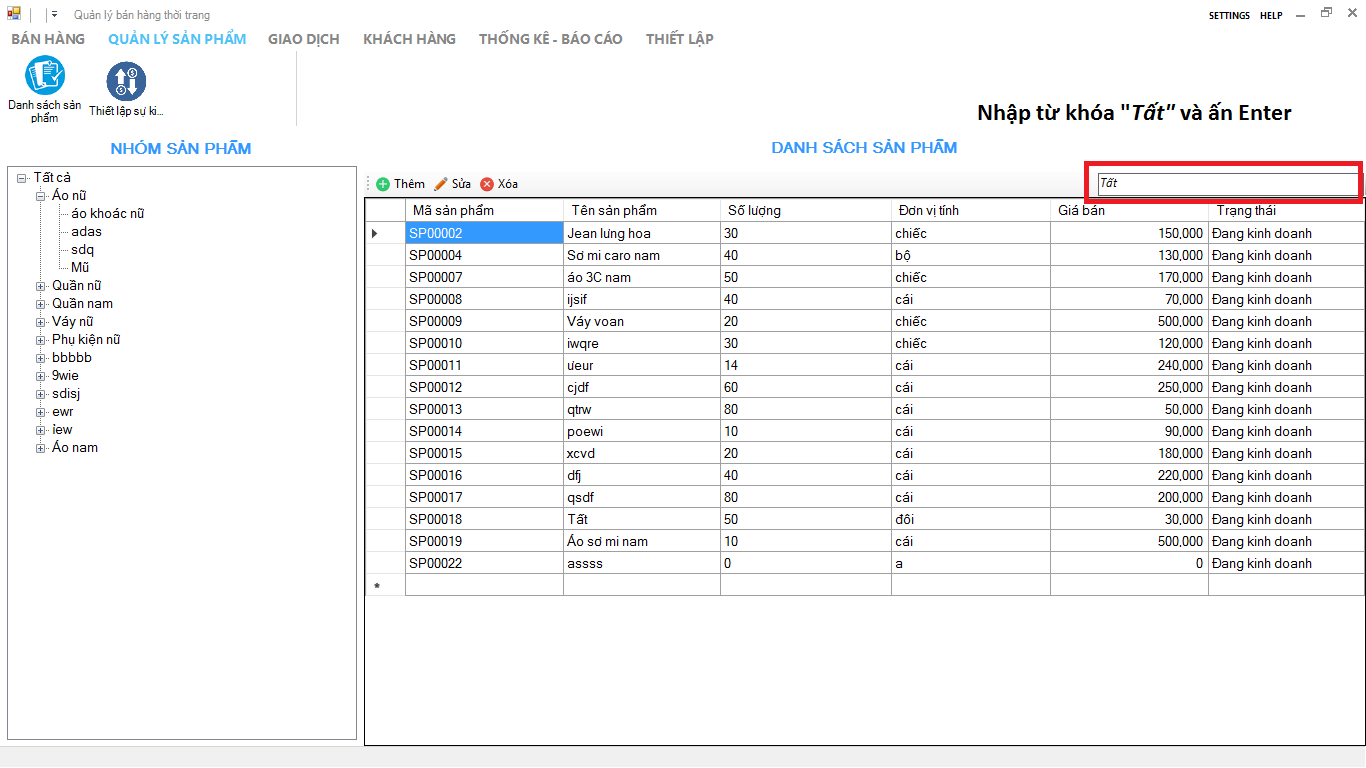 Quản lý bán hàng thời trang
SETTINGS HELP
BÁN HÀNG QUẢN LÝ SẢN PHẨM GIAO DỊCH KHÁCH HÀNG THỐNG KÊ - BÁO CÁO THIẾT LẬP
Danh sách sản phẩm
Thiết lập sự ki...
Nhập từ khóa "Tất" và ấn Enter
NHÓM SẢN PHẨM
Tất cả
Áo nữ
áo khoác nữ
adas
sdq
Mũ
Quần nữ
Quần nam
Váy nữ
Phụ kiện nữ
bbbbb
9wie
sdisj
ewr
iew
Áo nam
DANH SÁCH SẢN PHẨM
Thêm Sửa Xóa
Tất
Mã sản phẩm Tên sản phẩm Số lượng Đơn vị tính Giá bán Trạng thái
SP00002 Jean lưng hoa 30 chiếc 150,000 Đang kinh doanh
SP00004 Sơ mi caro nam 40 bộ 130,000 Đang kinh doanh
SP00007 áo 3C nam 50 chiếc 170,000 Đang kinh doanh
SP00008 ijsif 40 cái 70,000 Đang kinh doanh
SP00009 Váy voan 20 chiếc 500,000 Đang kinh doanh
SP00010 iwqre 30 chiếc 120,000 Đang kinh doanh
SP00011 ưeur 14 cái 240,000 Đang kinh doanh
SP00012 cjdf 60 cái 250,000 Đang kinh doanh
SP00013 qtrw 80 cái 50,000 Đang kinh doanh
SP00014 poewi 10 cái 90,000 Đang kinh doanh
SP00015 xcvd 20 cái 180,000 Đang kinh doanh
SP00016 dfj 40 cái 220,000 Đang kinh doanh
SP00017 qsdf 80 cái 200,000 Đang kinh doanh
SP00018 Tất 50 đôi 30,000 Đang kinh doanh
SP00019 Áo sơ mi nam 10 cái 500,000 Đang kinh doanh
SP00022 assss 0 a 0 Đang kinh doanh